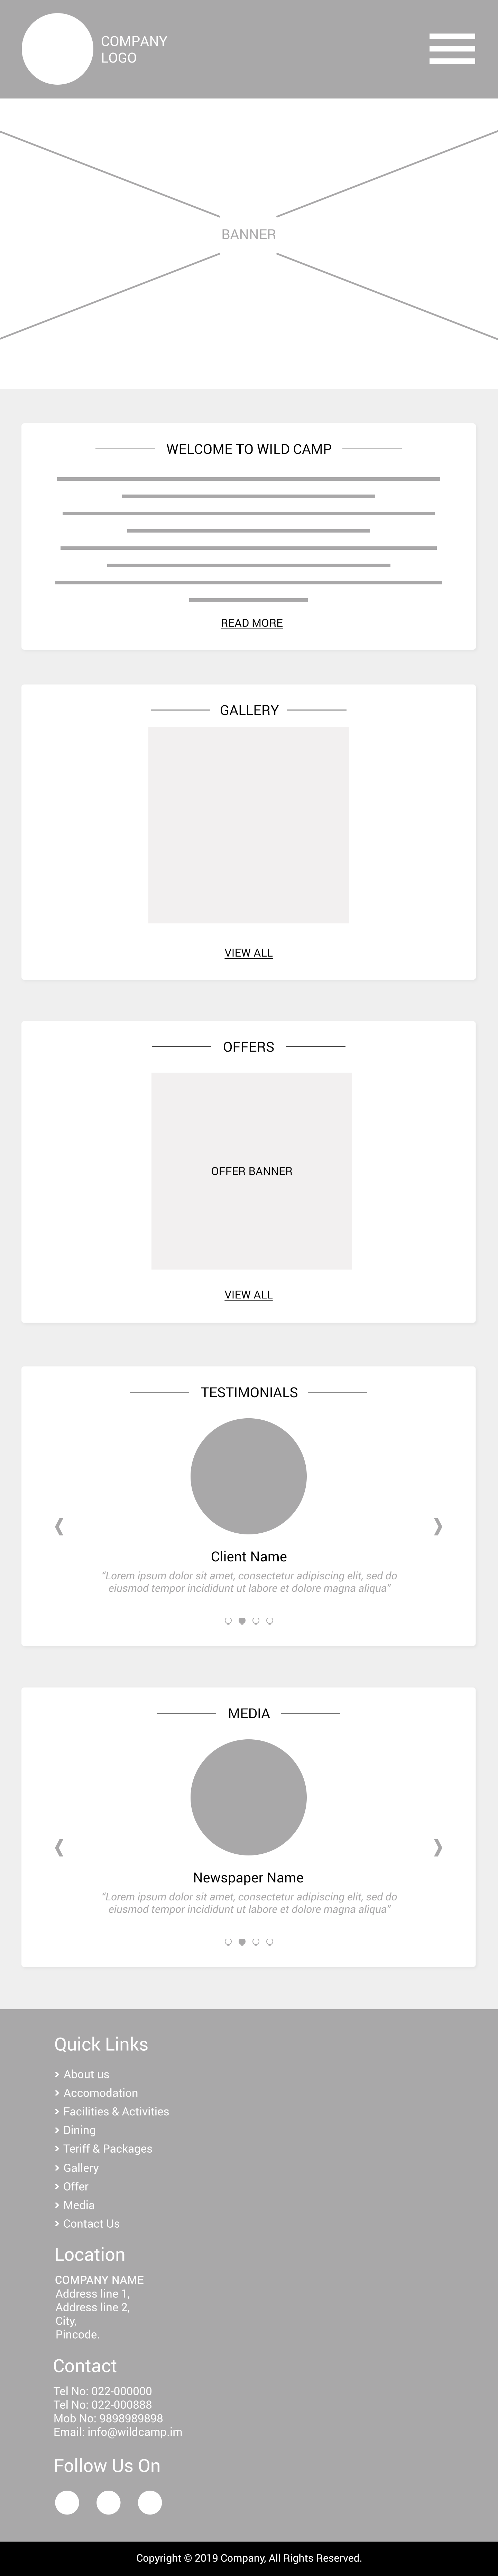 COMPANY
LOGO
BANNER
WELCOME TO WILD CAMP
READ MORE
GALLERY
VIEW ALL
OFFERS
OFFER BANNER
VIEW ALL
TESTIMONIALS
Client Name
“Lorem ipsum dolor sit amet, consectetur adipiscing elit, sed do
eiusmod tempor incididunt ut labore et dolore magna aliqua”
MEDIA
Newspaper Name
“Lorem ipsum dolor sit amet, consectetur adipiscing elit, sed do
eiusmod tempor incididunt ut labore et dolore magna aliqua”
Quick Links
> About us
> Accomodation
> Facilities & Activities
> Dining
> Teriff & Packages
> Gallery
> Offer
> Media
> Contact Us
Location
COMPANY NAME
Address line 1,
Address line 2,
City,
Pincode.
Contact
Tel No: 022-000000
Tel No: 022-000888
Mob No: 9898989898
Email: info@wildcamp.im
Follow Us On
Copyright © 2019 Company, All Rights Reserved.